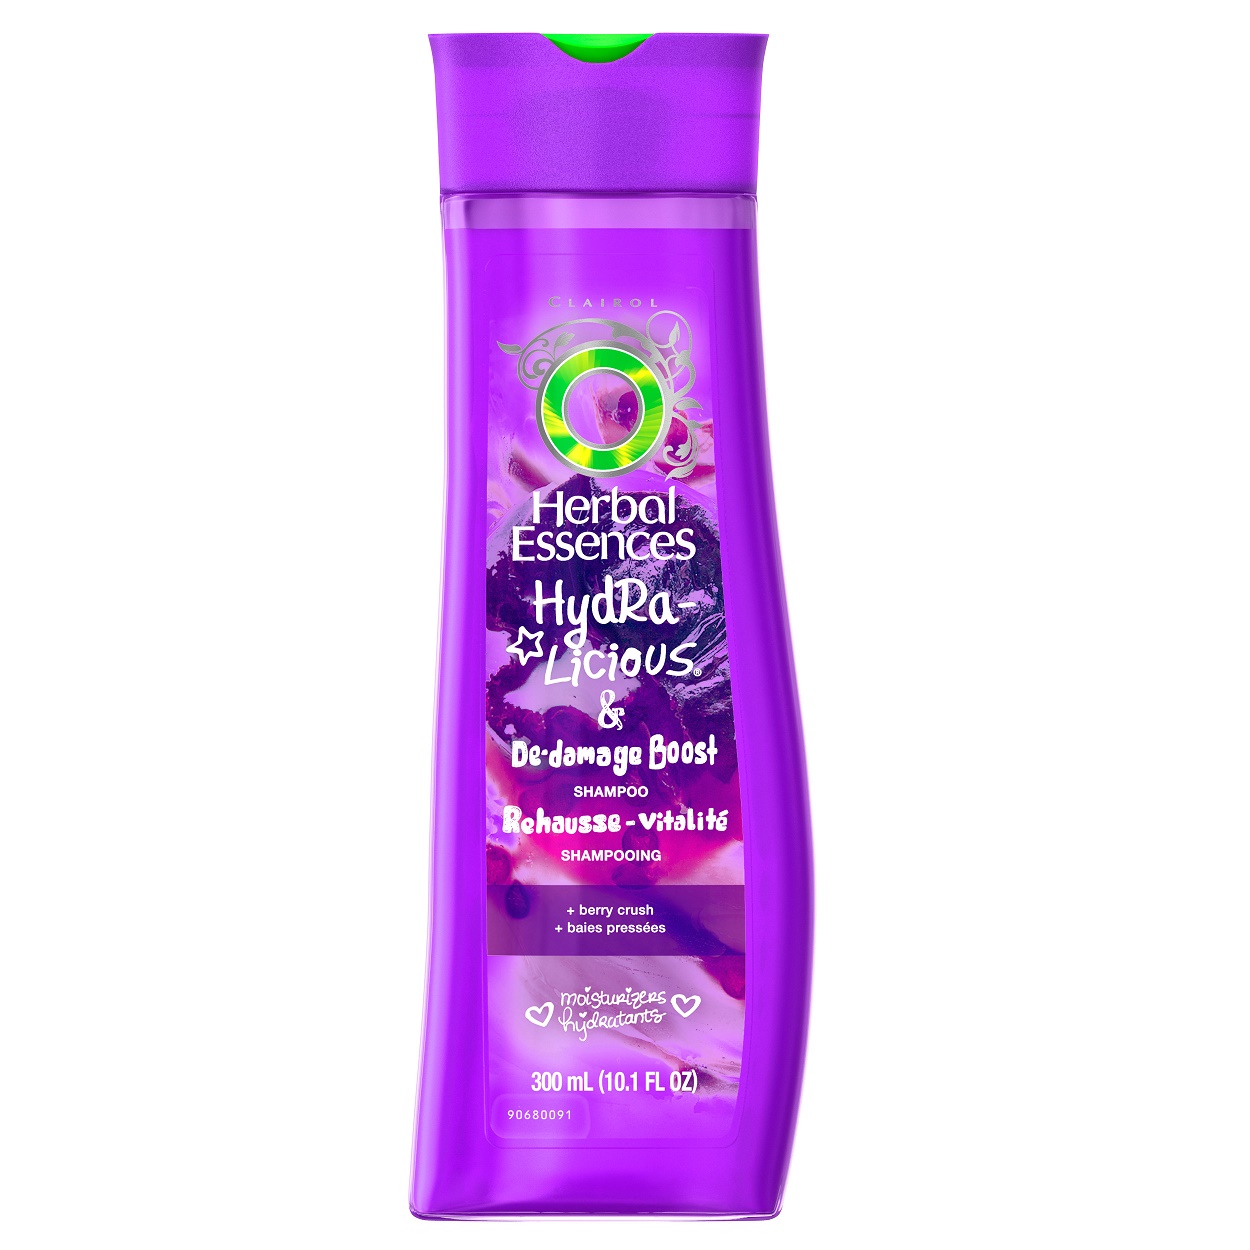 CLAIROL
Herbal
Essences
HydRa-
Licious®
&
De-damage Boost
SHAMPOO
Rehausse-vitalité
SHAMPOOING
+ berry crush
+ baies pressées
moisturizers
hydratants
300 mL (10.1 FL OZ)
90680091